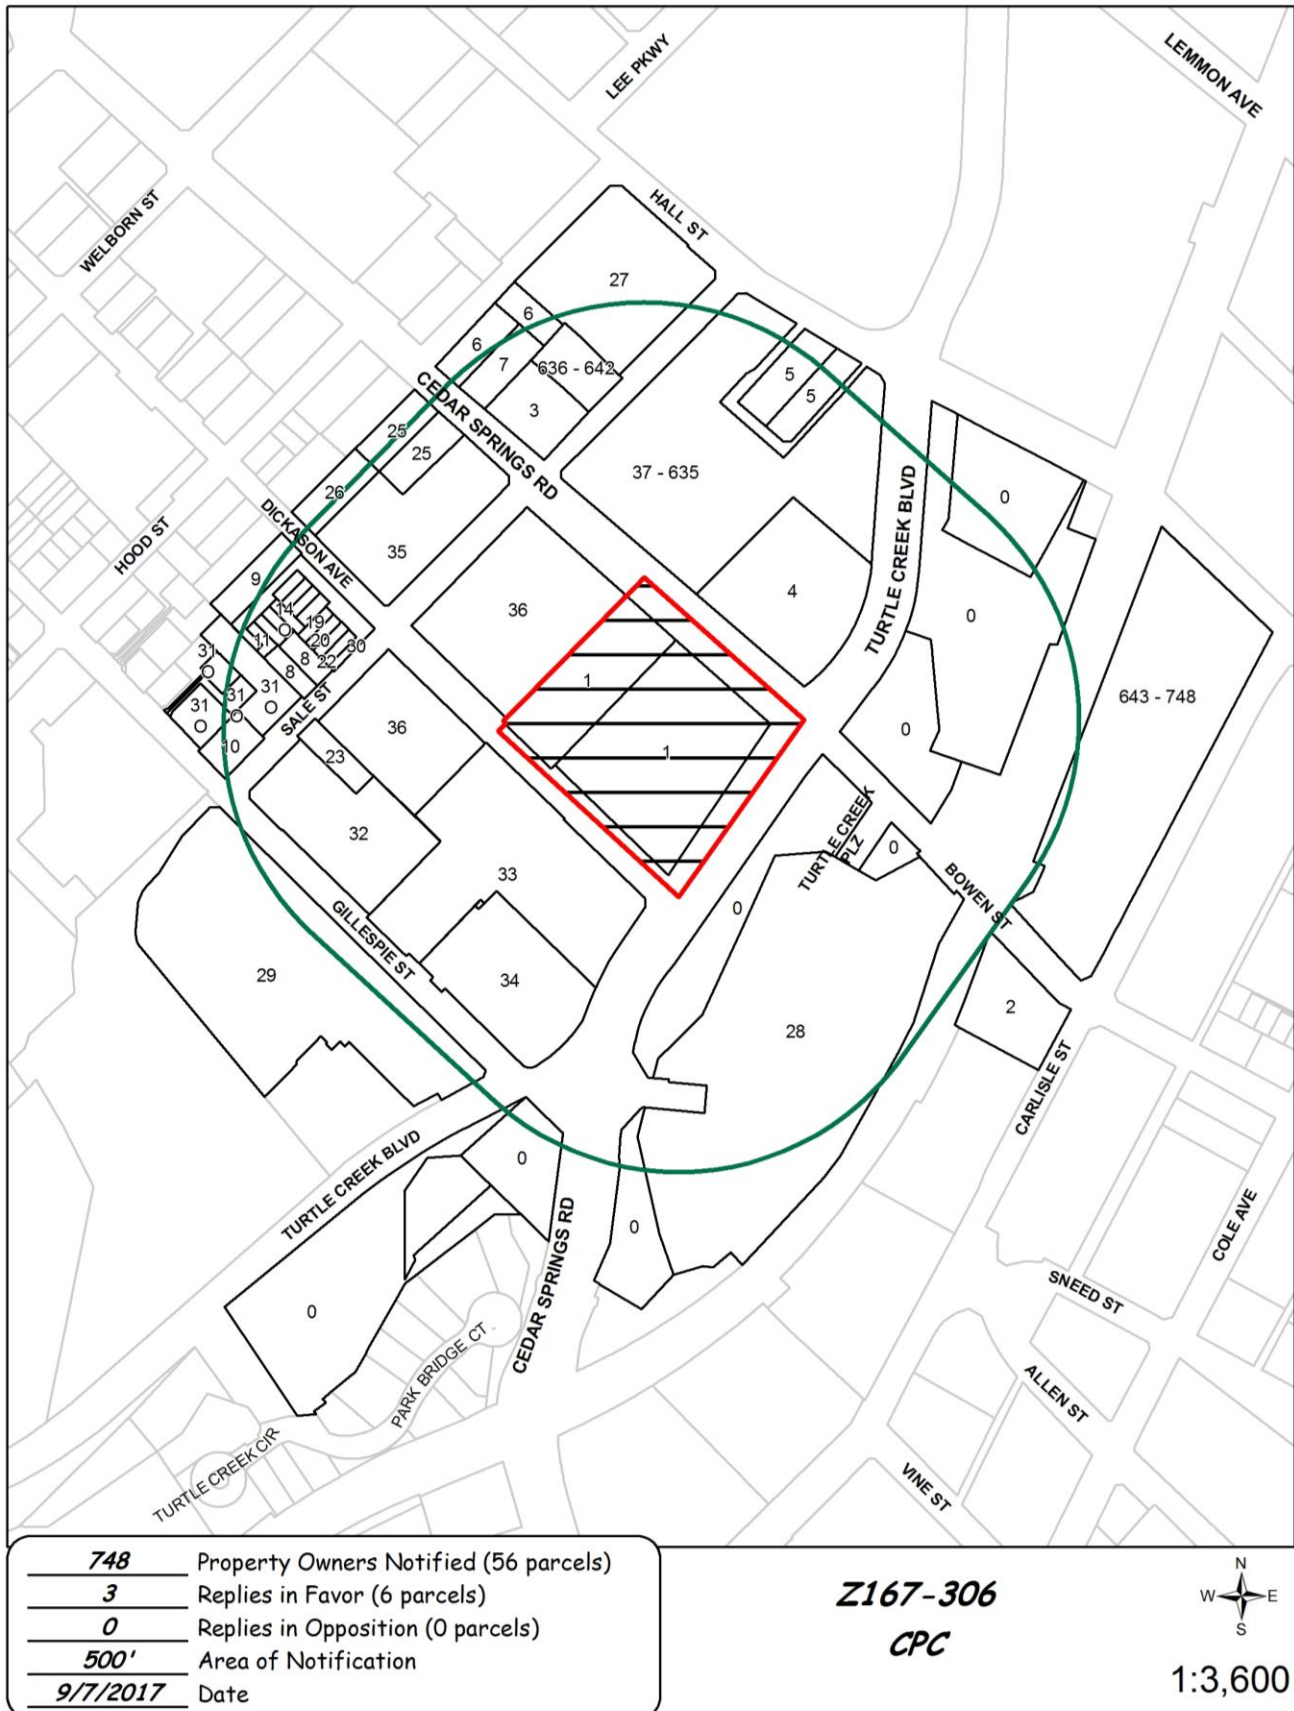 LEE PKWY
LEMMON AVE
WELBORN ST
HALL ST
27
6
6
7
636 - 642
3
5
5
CEDAR SPRINGS RD
25
25
26
37 - 635
0
DICKASON AVE
HOOD ST
35
TURTLE CREEK BLVD
9
4
14
36
19
0
11
20
30
31
8
22
8
1
31
31
643 - 748
31
SALE ST
36
0
10
23
1
32
TURTLE CREEK PLZ
0
33
BOWEN ST
0
GILLESPIE ST
29
34
2
28
CARLISLE ST
TURTLE CREEK BLVD
0
COLE AVE
0
CEDAR SPRINGS RD
SNEED ST
0
PARK BRIDGE CT
ALLEN ST
TURTLE CREEK CIR
VINE ST
748 Property Owners Notified (56 parcels)
3 Replies in Favor (6 parcels)
0 Replies in Opposition (0 parcels)
500' Area of Notification
9/7/2017 Date
Z167-306
CPC
N
W E
S
1:3,600